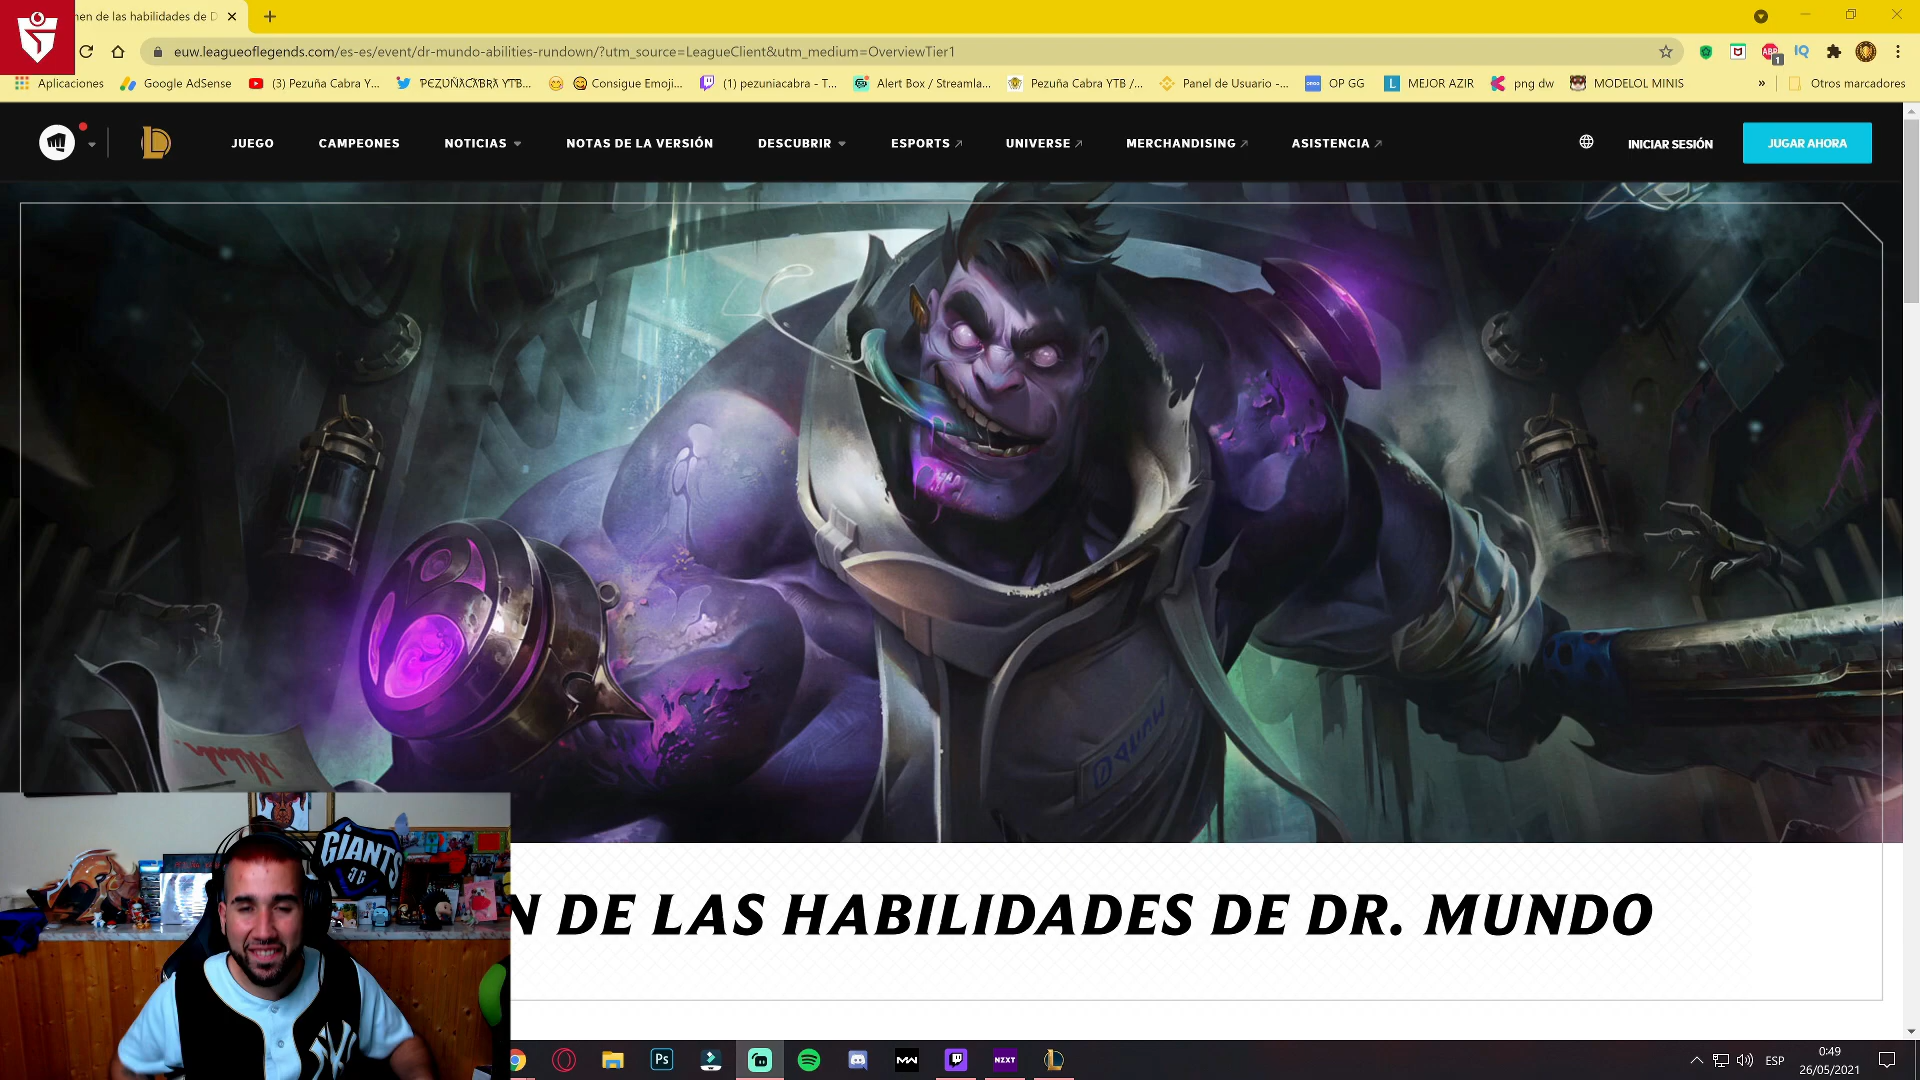 men de las habilidades de D
euw.leagueoflegends.com/es-es/event/dr-mundo-abilities-rundown/?utm_source=LeagueClient&utm_medium=OverviewTier1
Aplicaciones
Google AdSense
(3) Pezuña Cabra Y...
Consigue Emoji...
(1) pezuniacabra - T...
Alert Box / Streamla...
Pezuña Cabra YTB /...
Panel de Usuario -...
OP GG
MEJOR AZIR
png dw
MODELOL MINIS
»
Otros marcadores
JUEGO
CAMPEONES
NOTICIAS
NOTAS DE LA VERSIÓN
DESCUBRIR
ESPORTS
UNIVERSE
MERCHANDISING
ASISTENCIA
INICIAR SESIÓN
JUGAR AHORA
GIANTS
N DE LAS HABILIDADES DE DR. MUNDO
Ps
NZXT
ESP
0:49
26/05/2021